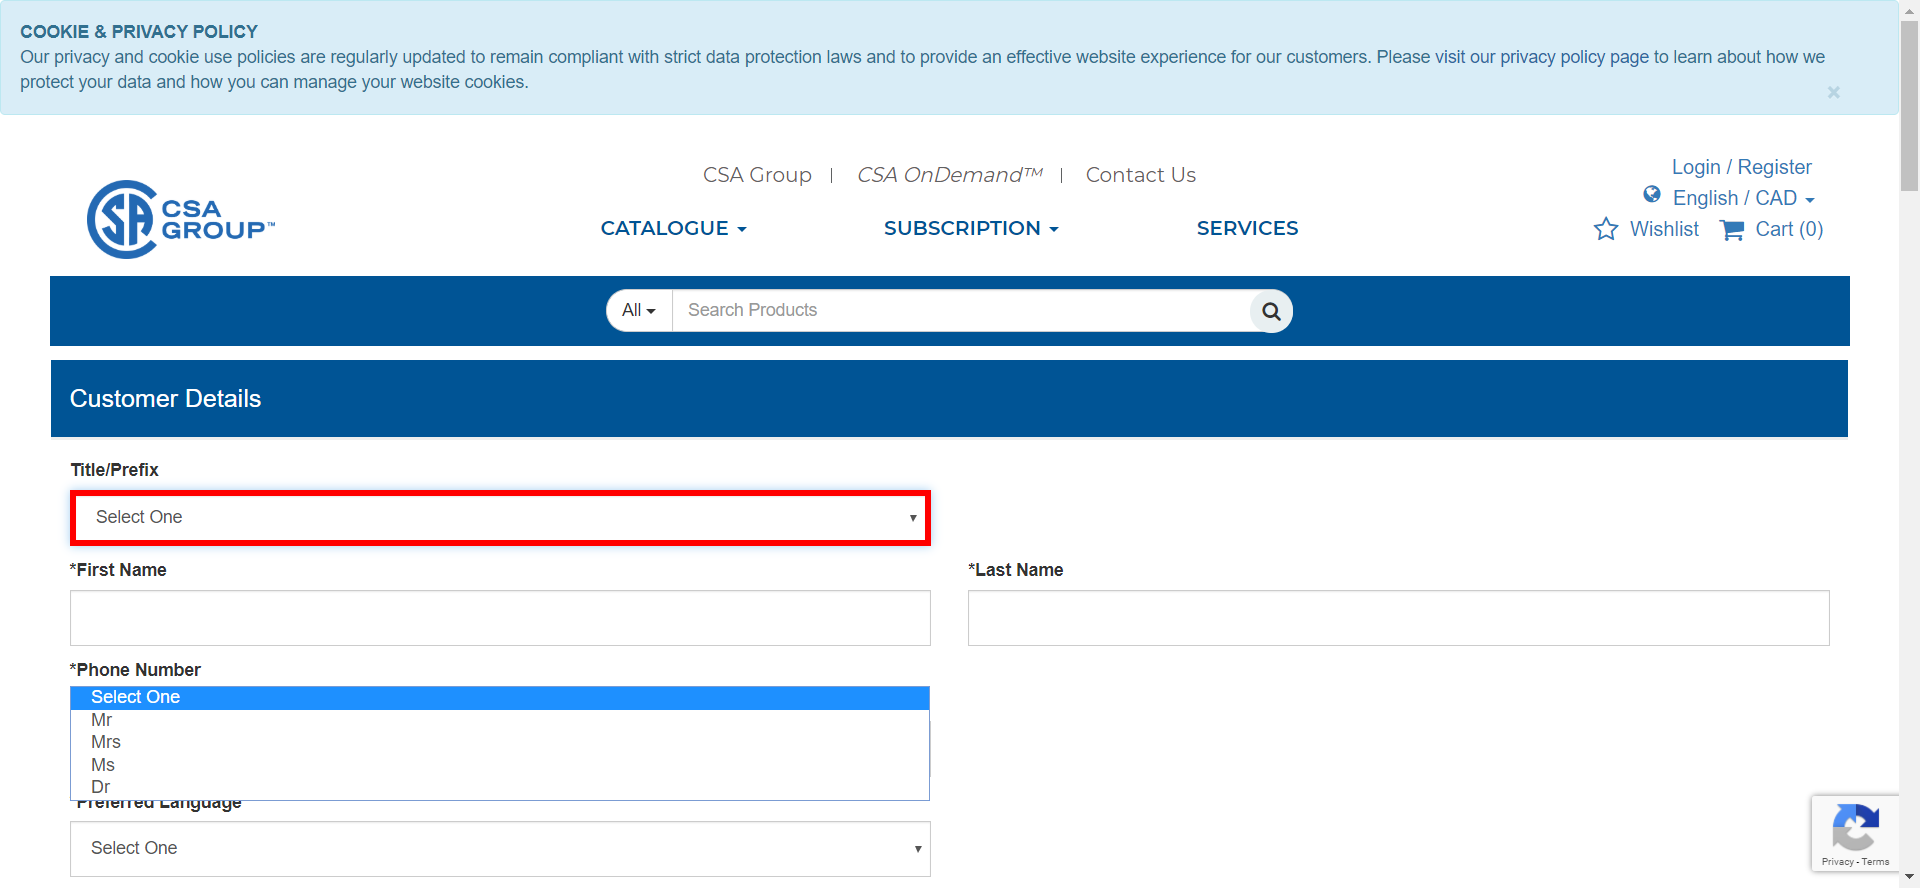 COOKIE & PRIVACY POLICY
Our privacy and cookie use policies are regularly updated to remain compliant with strict data protection laws and to provide an effective website experience for our customers. Please visit our privacy policy page to learn about how we
protect your data and how you can manage your website cookies.
×
CSA Group | CSA OnDemand™ | Contact Us
Login / Register
English / CAD
CSA
GROUP™
CATALOGUE SUBSCRIPTION SERVICES
Wishlist Cart (0)
All Search Products
Customer Details
Title/Prefix
Select One
*First Name *Last Name
*Phone Number
Select One
Mr
Mrs
Ms
Dr
Preferred Language
Select One
Privacy - Terms